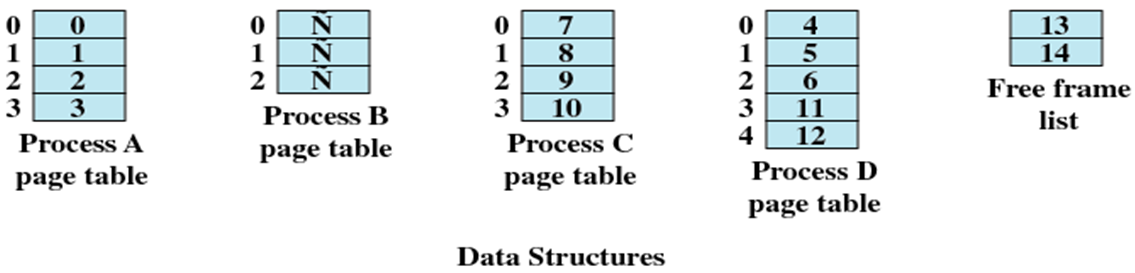 0 0
1 1
2 2
3 3
Process A
page table
0 Ñ
1 Ñ
2 Ñ
Process B
page table
0 7
1 8
2 9
3 10
Process C
page table
0 4
1 5
2 6
3 11
4 12
Process D
page table
13
14
Free frame
list
Data Structures